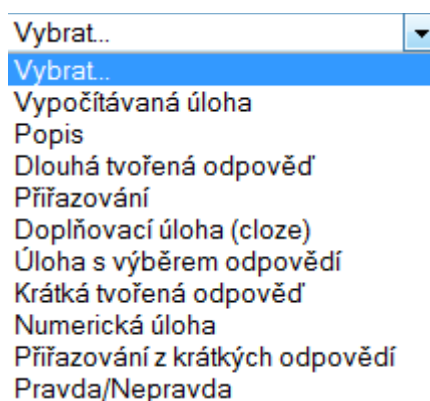 Vybrat...
Vybrat...
Vypočítávaná úloha
Popis
Dlouhá tvořená odpověď
Přiřazování
Doplňovací úloha (cloze)
Úloha s výběrem odpovědí
Krátká tvořená odpověď
Numerická úloha
Přiřazování z krátkých odpovědí
Pravda/Nepravda